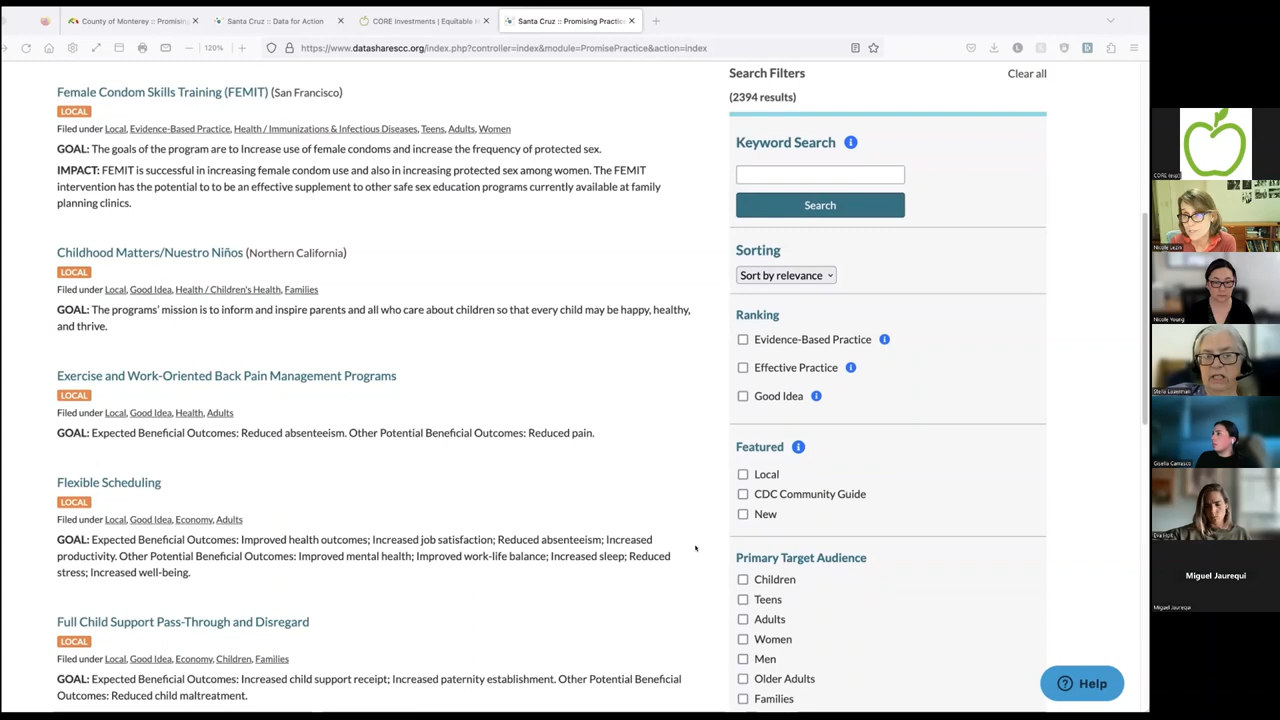 County of Monterey :: Promising
Santa Cruz :: Data for Action
CORE Investments | Equitable M
Santa Cruz :: Promising Practice
120%
https://www.datasharescc.org/index.php?controller=index&module=PromisePractice&action=index
Female Condom Skills Training (FEMIT) (San Francisco)
LOCAL
Filed under Local, Evidence-Based Practice, Health / Immunizations & Infectious Diseases, Teens, Adults, Women
GOAL: The goals of the program are to Increase use of female condoms and increase the frequency of protected sex.
IMPACT: FEMIT is successful in increasing female condom use and also in increasing protected sex among women. The FEMIT
intervention has the potential to to be an effective supplement to other safe sex education programs currently available at family
planning clinics.
Childhood Matters/Nuestro Niños (Northern California)
LOCAL
Filed under Local, Good Idea, Health / Children's Health, Families
GOAL: The programs' mission is to inform and inspire parents and all who care about children so that every child may be happy, healthy,
and thrive.
Exercise and Work-Oriented Back Pain Management Programs
LOCAL
Filed under Local, Good Idea, Health, Adults
GOAL: Expected Beneficial Outcomes: Reduced absenteeism. Other Potential Beneficial Outcomes: Reduced pain.
Flexible Scheduling
LOCAL
Filed under Local, Good Idea, Economy, Adults
GOAL: Expected Beneficial Outcomes: Improved health outcomes; Increased job satisfaction; Reduced absenteeism; Increased
productivity. Other Potential Beneficial Outcomes: Improved mental health; Improved work-life balance; Increased sleep; Reduced
stress; Increased well-being.
Full Child Support Pass-Through and Disregard
LOCAL
Filed under Local, Good Idea, Economy, Children, Families
GOAL: Expected Beneficial Outcomes: Increased child support receipt; Increased paternity establishment. Other Potential Beneficial
Outcomes: Reduced child maltreatment.
Search Filters
Clear all
(2394 results)
Keyword Search
Search
Sorting
Sort by relevance
Ranking
Evidence-Based Practice
Effective Practice
Good Idea
Featured
Local
CDC Community Guide
New
Primary Target Audience
Children
Teens
Adults
Women
Men
Older Adults
Families
Help
Nicole Lezin
Nicole Young
Gisella Carrasco
Eva Holt
Miguel Jaurequi
Miguel Jaurequi